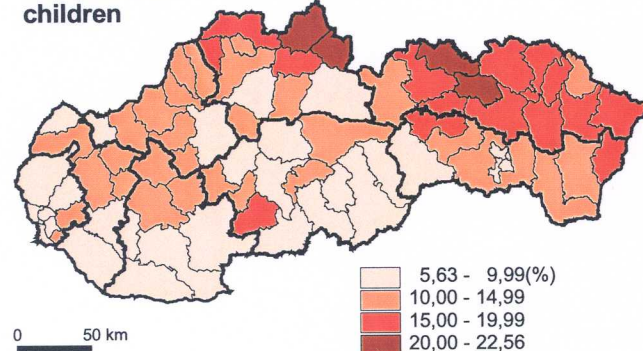 children
5,63 - 9,99(%)
10,00 - 14,99
15,00 - 19,99
20,00 - 22,56
0 50 km